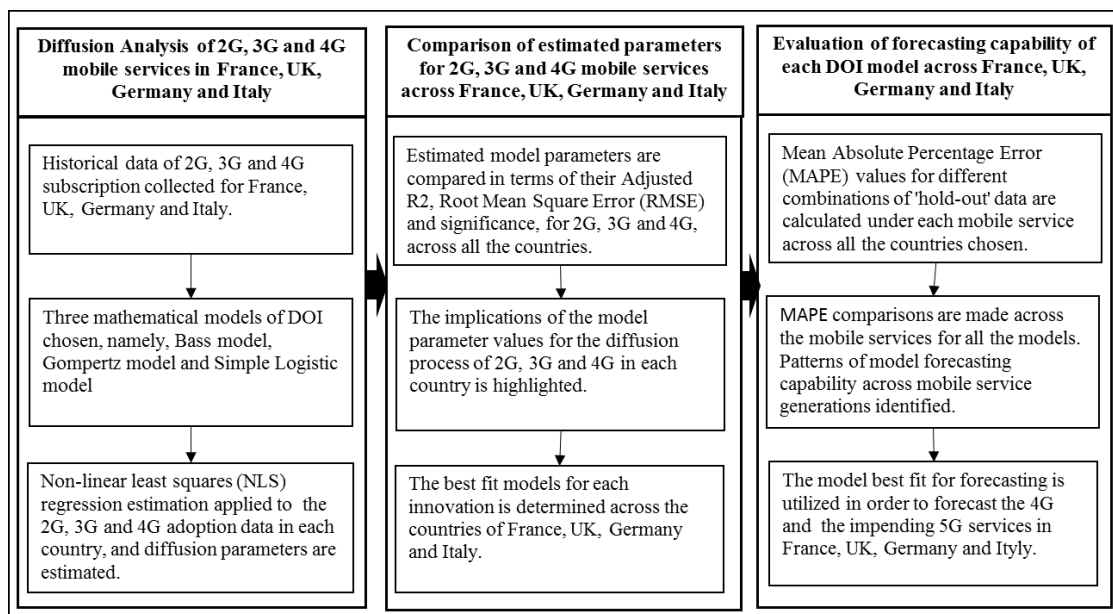 Diffusion Analysis of 2G, 3G and 4G
mobile services in France, UK,
Germany and Italy
Historical data of 2G, 3G and 4G
subscription collected for France,
UK, Germany and Italy.
Three mathematical models of DOI
chosen, namely, Bass model,
Gompertz model and Simple Logistic
model
Non-linear least squares (NLS)
regression estimation applied to the
2G, 3G and 4G adoption data in each
country, and diffusion parameters are
estimated.
Comparison of estimated parameters
for 2G, 3G and 4G mobile services
across France, UK, Germany and Italy
Estimated model parameters are
compared in terms of their Adjusted
R2, Root Mean Square Error (RMSE)
and significance, for 2G, 3G and 4G,
across all the countries.
The implications of the model
parameter values for the diffusion
process of 2G, 3G and 4G in each
country is highlighted.
The best fit models for each
innovation is determined across the
countries of France, UK, Germany
and Italy.
Evaluation of forecasting capability of
each DOI model across France, UK,
Germany and Italy
Mean Absolute Percentage Error
(MAPE) values for different
combinations of 'hold-out' data are
calculated under each mobile service
across all the countries chosen.
MAPE comparisons are made across
the mobile services for all the models.
Patterns of model forecasting
capability across mobile service
generations identified.
The model best fit for forecasting is
utilized in order to forecast the 4G
and the impending 5G services in
France, UK, Germany and Ityly.